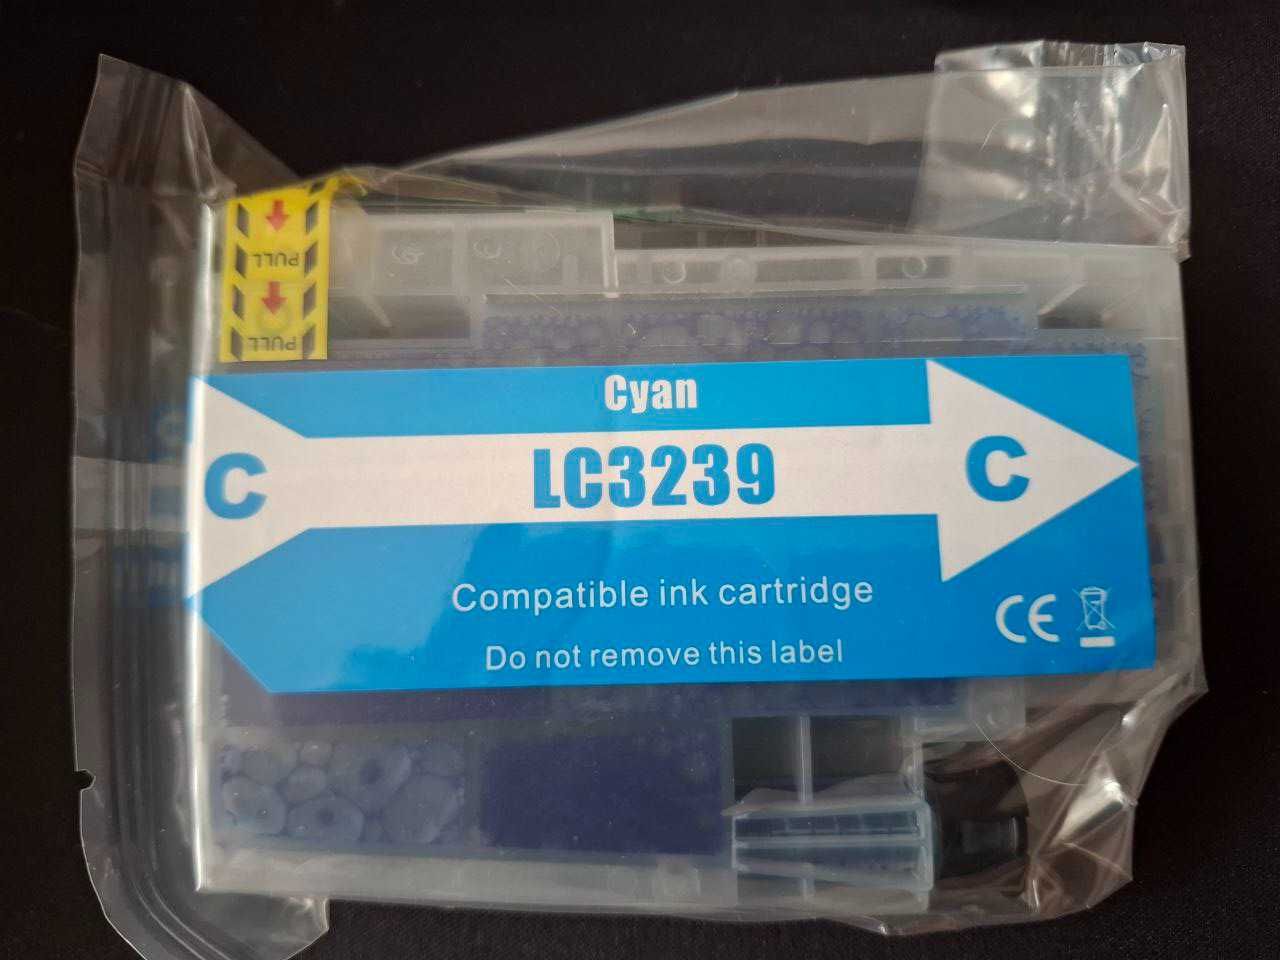 PULL
PULL
Cyan
C LC3239 C
Compatible ink cartridge
CE
Do not remove this label